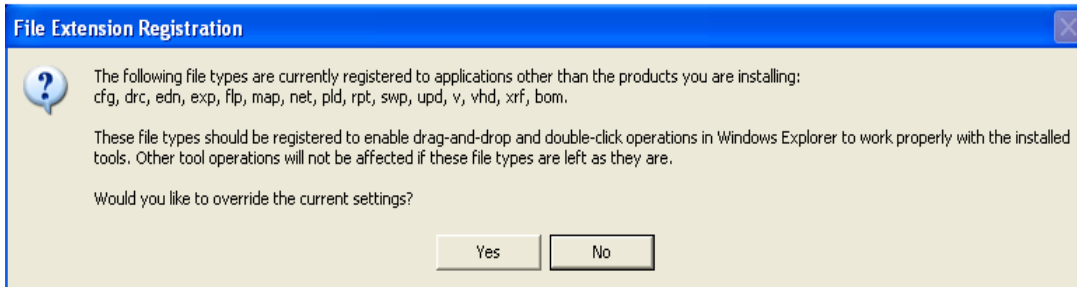 File Extension Registration
The following file types are currently registered to applications other than the products you are installing:
cfg, drc, edn, exp, flp, map, net, pld, rpt, swp, upd, v, vhd, xrf, bom.
These file types should be registered to enable drag-and-drop and double-click operations in Windows Explorer to work properly with the installed
tools. Other tool operations will not be affected if these file types are left as they are.
Would you like to override the current settings?
Yes No